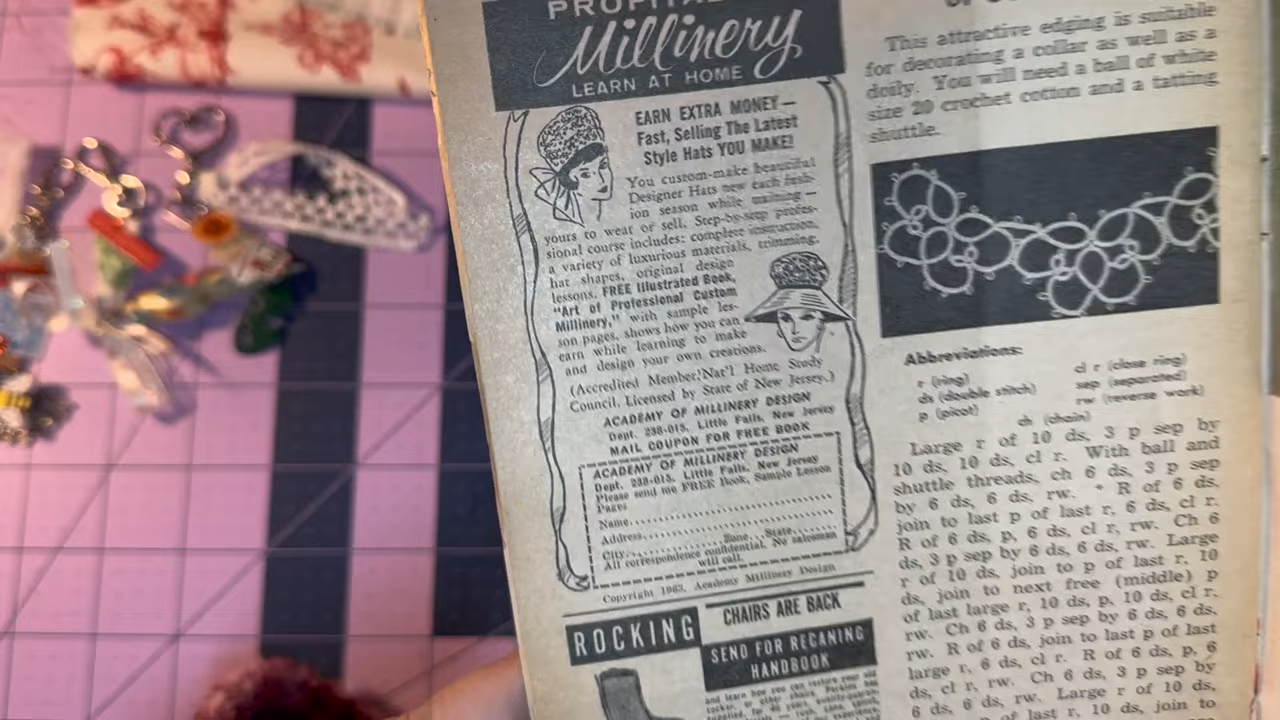 Millinery
LEARN AT HOME
EARN EXTRA MONEY—
Fast, Selling The Latest
Style Hats YOU MAKE!
You custom-make beautiful
Designer Hats new each fash-
ion season while making —
yours to wear or sell. Step-by-step profes-
sional course includes: complete instruction,
a variety of luxurious materials, trimming,
hat shapes, original design
lessons. FREE Illustrated Book,
"Art of Professional Custom
Millinery," with sample les-
son pages, shows how you can
earn while learning to make
and design your own creations.
(Accredited Member, Nat'l Home Study
Council. Licensed by State of New Jersey.)
ACADEMY OF MILLINERY DESIGN
Dept. 238-015, Little Falls, New Jersey
MAIL COUPON FOR FREE BOOK
ACADEMY OF MILLINERY DESIGN
Dept. 238-015, Little Falls, New Jersey
Please send me FREE Book, Sample Lesson
Pages
Name
Address
City Zone State
All correspondence confidential. No salesman
will call.
Copyright 1963, Academy Millinery Design
ROCKING
CHAIRS ARE BACK
SEND FOR RECANING
HANDBOOK
and learn how you can restore your old
This attractive edging is suitable
for decorating a collar as well as a
doily. You will need a ball of white
size 20 crochet cotton and a tatting
shuttle.
Abbreviations:
r (ring)
ds (double stitch)
p (picot)
cl r (close ring)
sep (separated)
rw (reverse work)
ch (chain)
Large r of 10 ds, 3 p sep by
10 ds, 10 ds, cl r. With ball and
shuttle threads, ch 6 ds, 3 p sep
by 6 ds, 6 ds, rw. * R of 6 ds,
join to last p of last r, 6 ds, cl r.
R of 6 ds, p, 6 ds, cl r, rw. Ch 6
ds, 3 p sep by 6 ds, 6 ds, rw. Large
r of 10 ds, join to p of last r, 10
ds, join to next free (middle) p
of last large r, 10 ds, p, 10 ds, cl r,
rw. Ch 6 ds, 3 p sep by 6 ds, 6 ds,
rw. R of 6 ds, join to last p of last
large r, 6 ds, cl r. R of 6 ds, p, 6
ds, cl r, rw. Ch 6 ds, 3 p sep by
6 ds, 6 ds, rw. Large r of 10 ds,
p of last r, 10 ds, join to